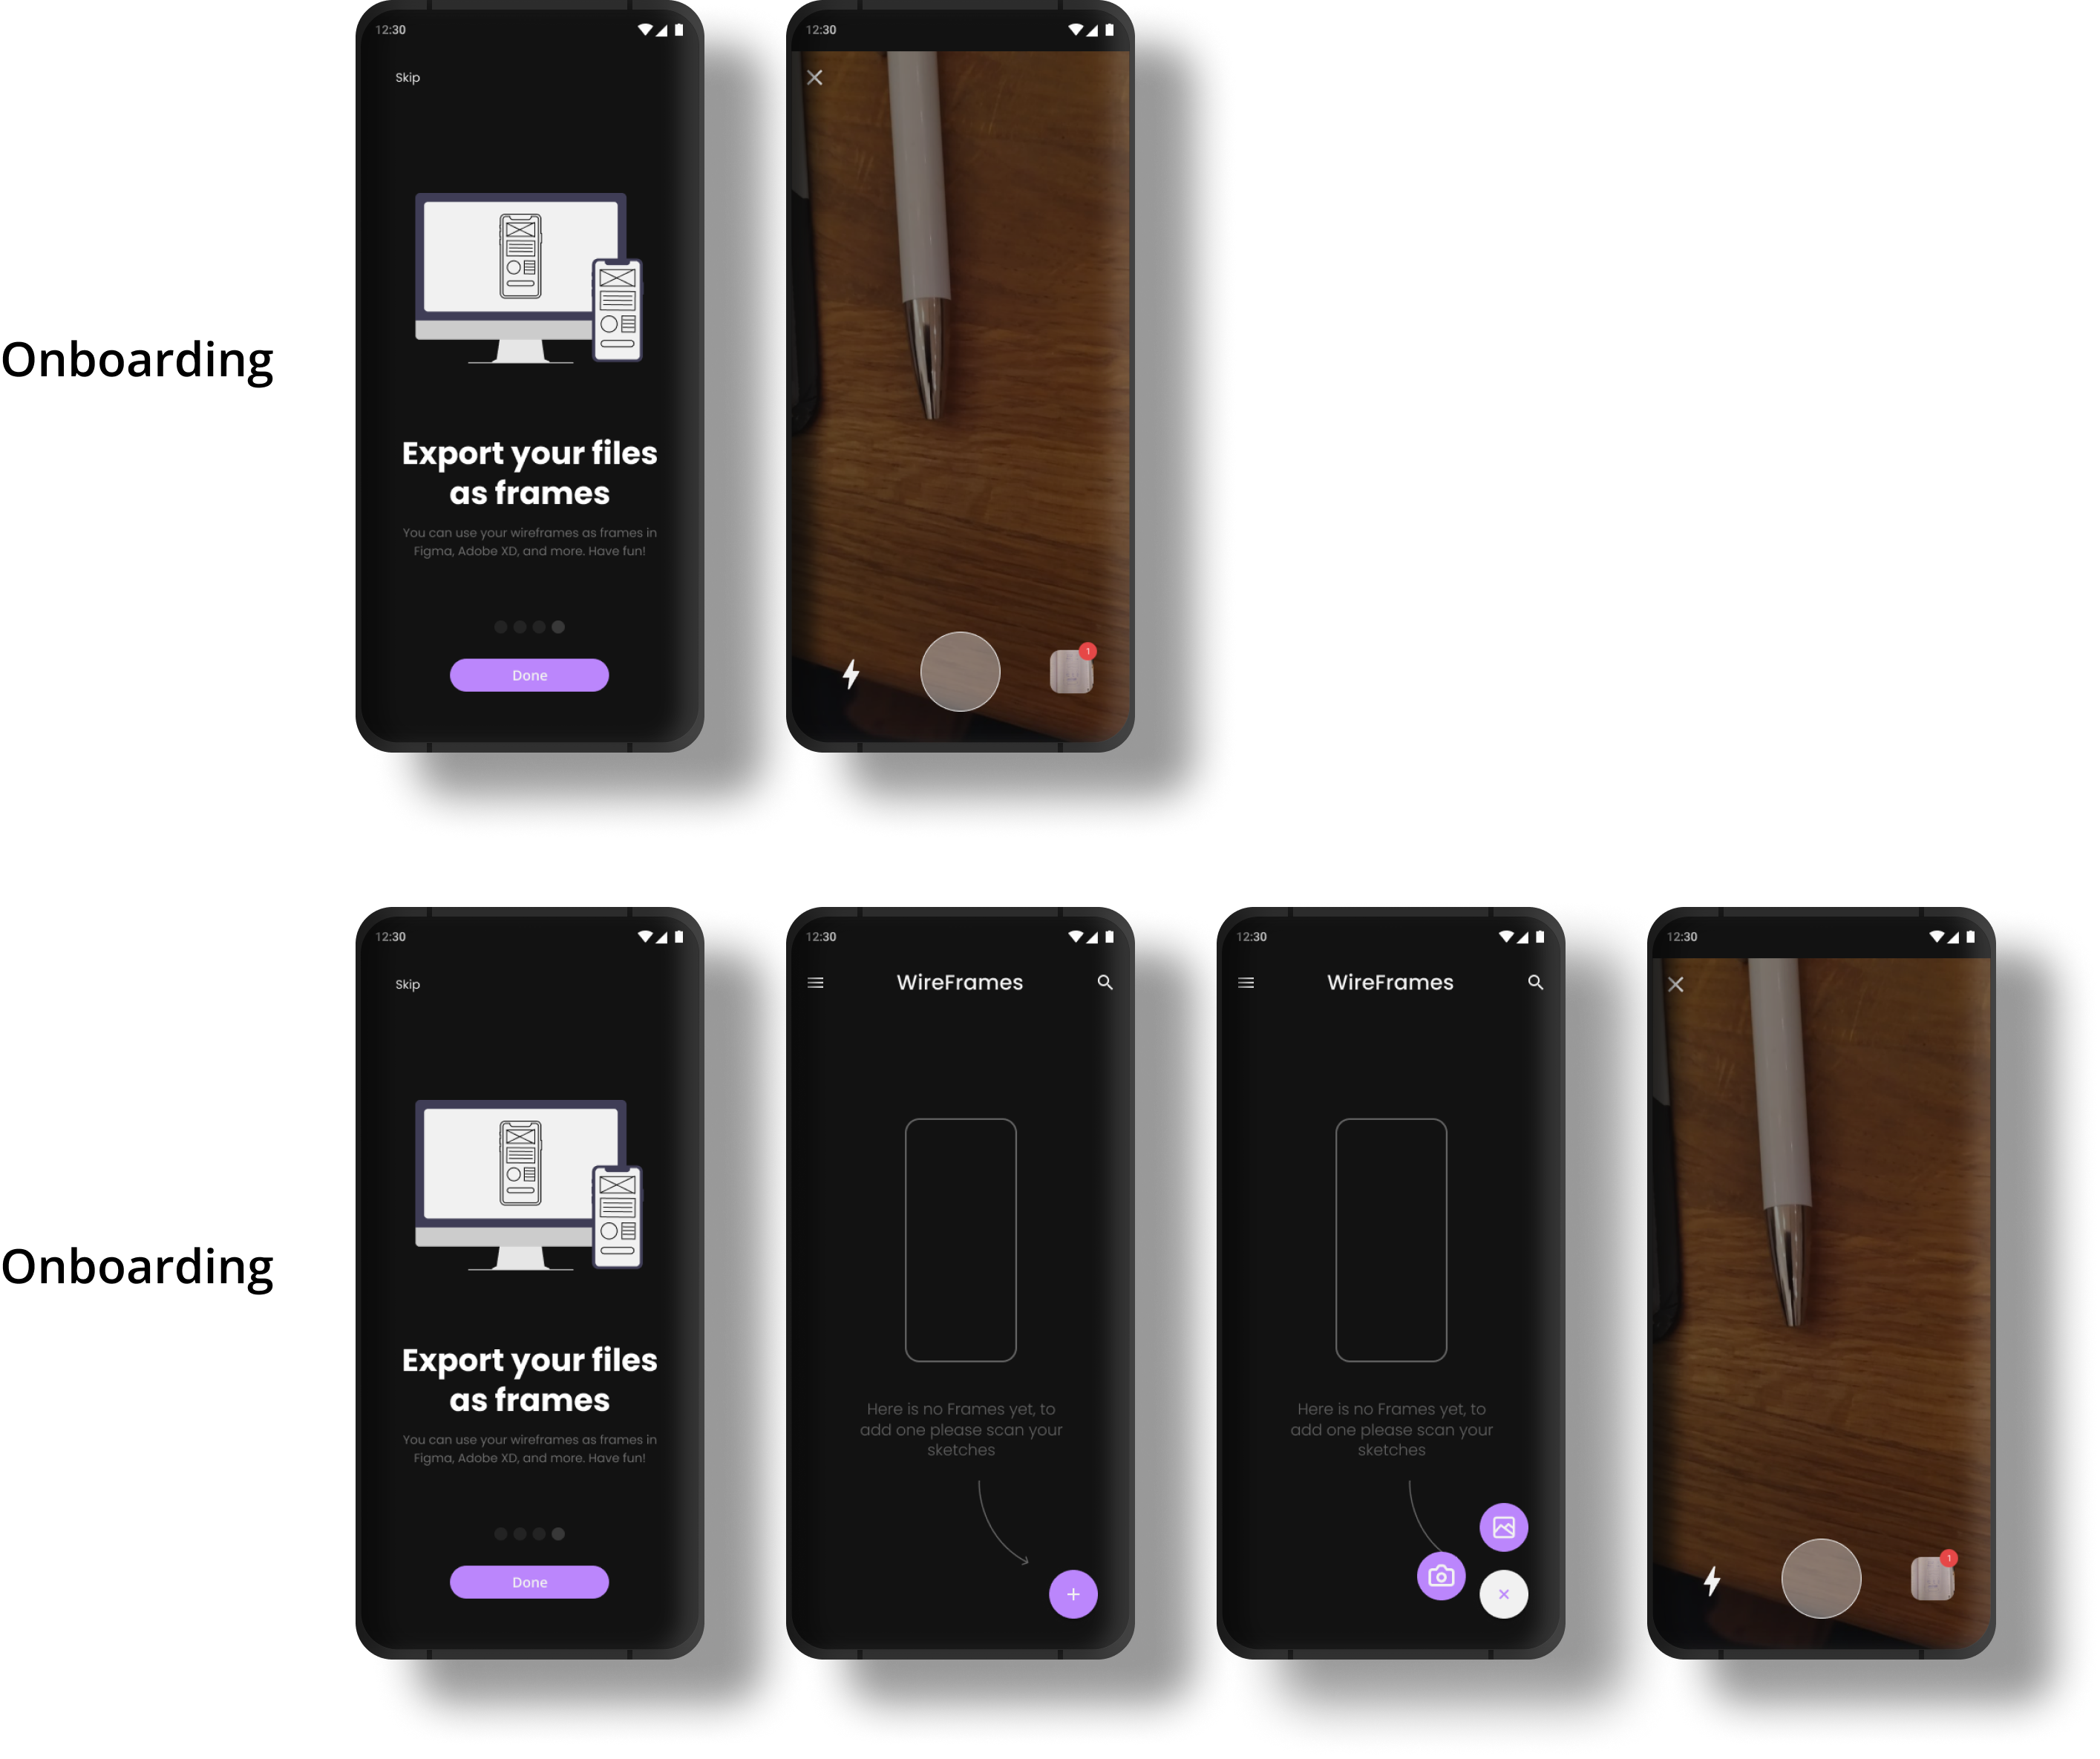 12:30
Skip
Export your files
as frames
You can use your wireframes as frames in
Figma, Adobe XD, and more. Have fun!
Done
12:30
1
Onboarding
12:30
Skip
Export your files
as frames
You can use your wireframes as frames in
Figma, Adobe XD, and more. Have fun!
Done
12:30
WireFrames
Here is no Frames yet, to
add one please scan your
sketches
12:30
WireFrames
Here is no Frames yet, to
add one please scan your
sketches
12:30
1
Onboarding